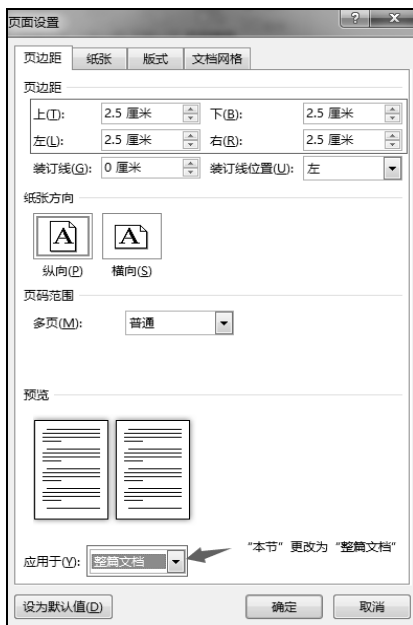 页面设置
页边距 纸张 版式 文档网格
页边距
上(T): 2.5 厘米 下(B): 2.5 厘米
左(L): 2.5 厘米 右(R): 2.5 厘米
装订线(G): 0 厘米 装订线位置(U): 左
纸张方向
A A
纵向(P) 横向(S)
页码范围
多页(M): 普通
预览
"本节" 更改为 "整篇文档"
应用于(Y): 整篇文档
设为默认值(D) 确定 取消